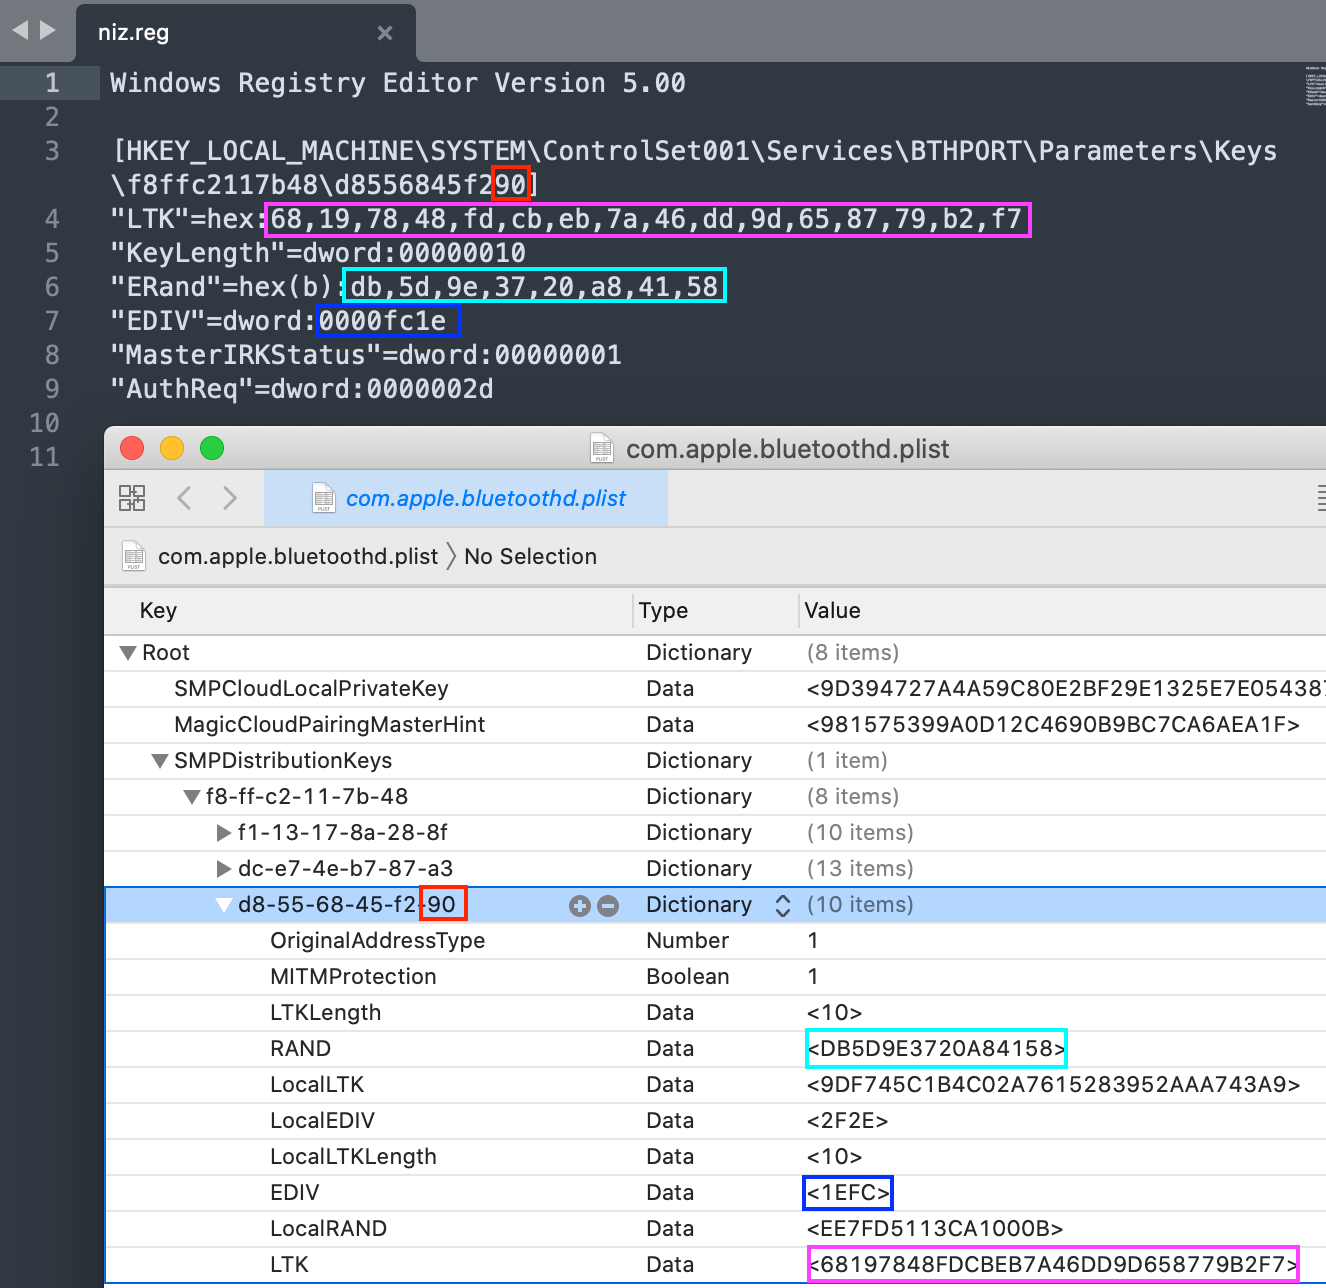 niz.reg
1 Windows Registry Editor Version 5.00
2
3 [HKEY_LOCAL_MACHINE\SYSTEM\ControlSet001\Services\BTHPORT\Parameters\Keys
\f8ffc2117b48\d8556845f290]
4 "LTK"=hex:68,19,78,48,fd,cb,eb,7a,46,dd,9d,65,87,79,b2,f7
5 "KeyLength"=dword:00000010
6 "ERand"=hex(b):db,5d,9e,37,20,a8,41,58
7 "EDIV"=dword:0000fc1e
8 "MasterIRKStatus"=dword:00000001
9 "AuthReq"=dword:0000002d
10
11
com.apple.bluetoothd.plist
com.apple.bluetoothd.plist
com.apple.bluetoothd.plist 〉 No Selection
Key Type Value
Root Dictionary (8 items)
SMPCloudLocalPrivateKey Data <9D394727A4A59C80E2BF29E1325E7E054387
MagicCloudPairingMasterHint Data <981575399A0D12C4690B9BC7CA6AEA1F>
SMPDistributionKeys Dictionary (1 item)
f8-ff-c2-11-7b-48 Dictionary (8 items)
f1-13-17-8a-28-8f Dictionary (10 items)
dc-e7-4e-b7-87-a3 Dictionary (13 items)
d8-55-68-45-f2-90 Dictionary (10 items)
OriginalAddressType Number 1
MITMProtection Boolean 1
LTKLength Data <10>
RAND Data <DB5D9E3720A84158>
LocalLTK Data <9DF745C1B4C02A7615283952AAA743A9>
LocalEDIV Data <2F2E>
LocalLTKLength Data <10>
EDIV Data <1EFC>
LocalRAND Data <EE7FD5113CA1000B>
LTK Data <68197848FDCBEB7A46DD9D658779B2F7>